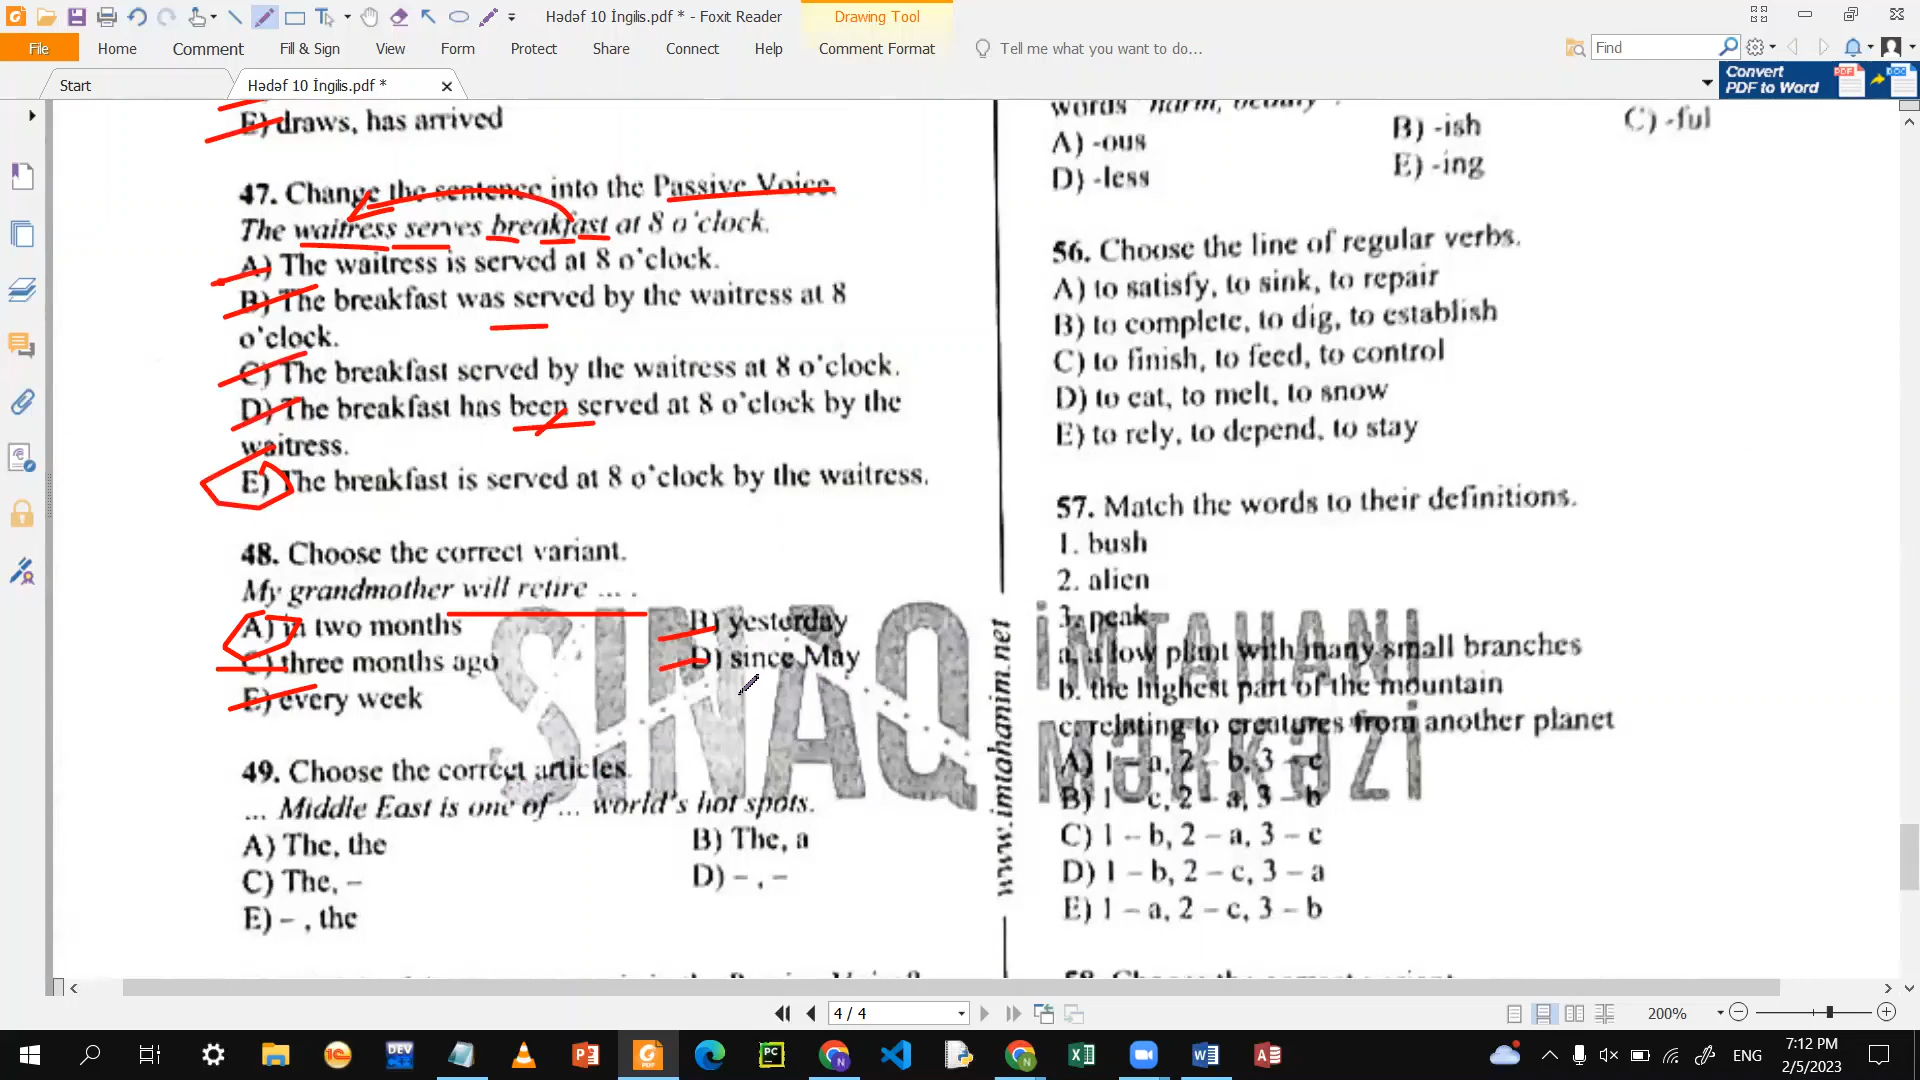 Hədəf 10 İngilis.pdf * - Foxit Reader
Drawing Tool
File
Home
Comment
Fill & Sign
View
Form
Protect
Share
Connect
Help
Comment Format
Tell me what you want to do...
Find
Start
Hədəf 10 İngilis.pdf *
Convert
PDF to Word
E) draws, has arrived
47. Change the sentence into the Passive Voice.
The waitress serves breakfast at 8 o'clock.
A) The waitress is served at 8 o'clock.
B) The breakfast was served by the waitress at 8
o'clock.
C) The breakfast served by the waitress at 8 o'clock.
D) The breakfast has been served at 8 o'clock by the
waitress.
E) The breakfast is served at 8 o'clock by the waitress.
48. Choose the correct variant.
My grandmother will retire ... .
A) in two months
B) yesterday
C) three months ago
D) since May
E) every week
49. Choose the correct articles.
... Middle East is one of ... world's hot spots.
A) The, the
B) The, a
C) The, –
D) – , –
E) – , the
SINAQ
www.imtahanim.net
İMTAHANI
MƏRKƏZİ
words "harm, beauty".
A) -ous
B) -ish
C) -ful
D) -less
E) -ing
56. Choose the line of regular verbs.
A) to satisfy, to sink, to repair
B) to complete, to dig, to establish
C) to finish, to feed, to control
D) to eat, to melt, to snow
E) to rely, to depend, to stay
57. Match the words to their definitions.
1. bush
2. alien
3. peak
a. a low plant with many small branches
b. the highest part of the mountain
c. relating to creatures from another planet
A) 1 – a, 2 – b, 3 – c
B) 1 – c, 2 – a, 3 – b
C) 1 – b, 2 – a, 3 – c
D) 1 – b, 2 – c, 3 – a
E) 1 – a, 2 – c, 3 – b
4 / 4
200%
ENG
7:12 PM
2/5/2023